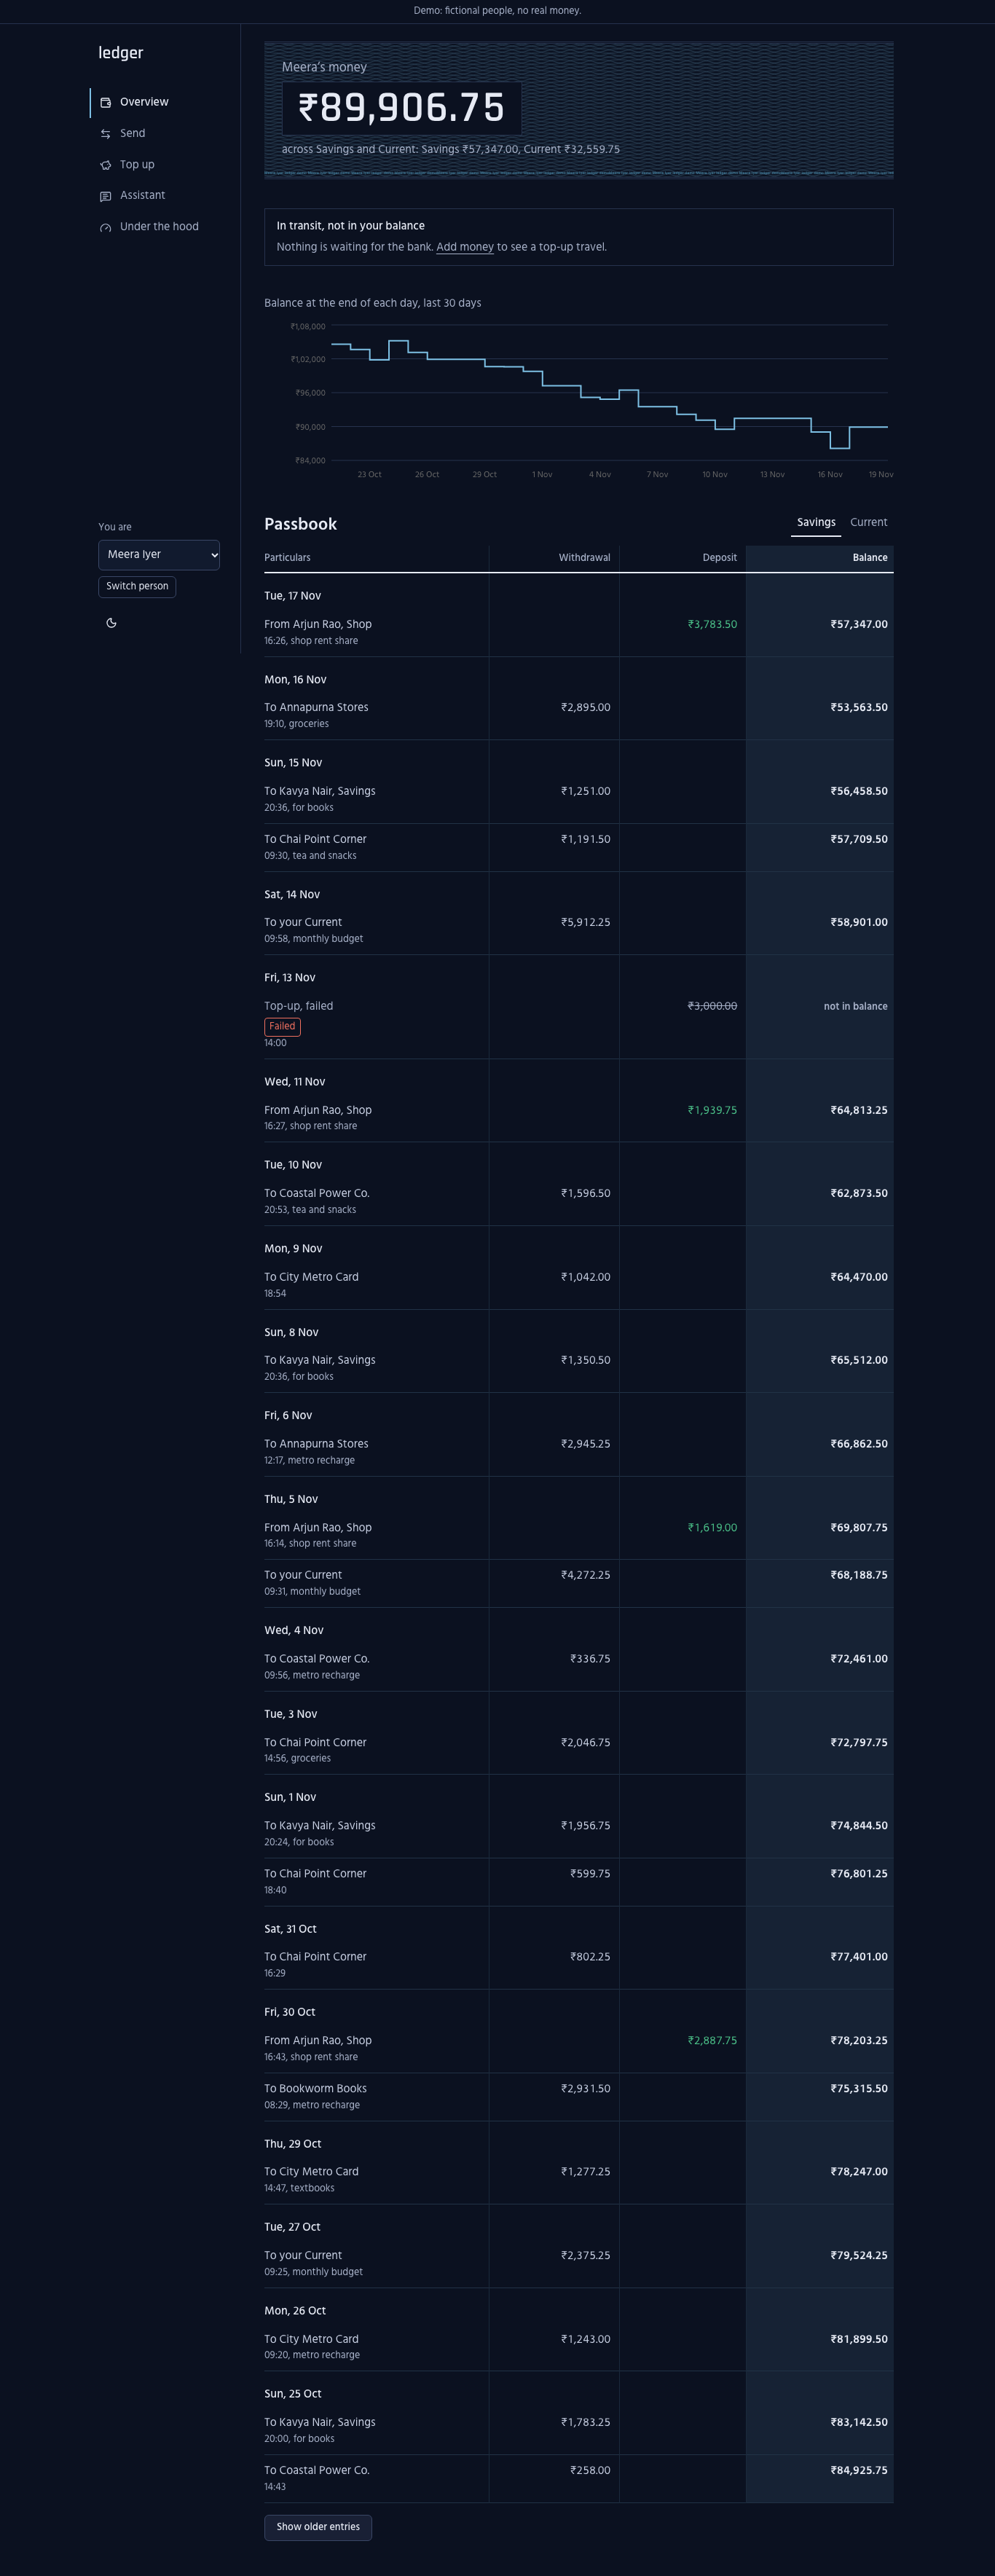 Demo: fictional people, no real money.
ledger
Overview
Send
Top up
Assistant
Under the hood
You are
Meera Iyer
Switch person
Meera's money
₹89,906.75
across Savings and Current: Savings ₹57,347.00, Current ₹32,559.75
In transit, not in your balance
Nothing is waiting for the bank. Add money to see a top-up travel.
Balance at the end of each day, last 30 days
₹1,08,000
₹1,02,000
₹96,000
₹90,000
₹84,000
23 Oct 26 Oct 29 Oct 1 Nov 4 Nov 7 Nov 10 Nov 13 Nov 16 Nov 19 Nov
Passbook Savings Current
Particulars Withdrawal Deposit Balance
Tue, 17 Nov
From Arjun Rao, Shop ₹3,783.50 ₹57,347.00
16:26, shop rent share
Mon, 16 Nov
To Annapurna Stores ₹2,895.00 ₹53,563.50
19:10, groceries
Sun, 15 Nov
To Kavya Nair, Savings ₹1,251.00 ₹56,458.50
20:36, for books
To Chai Point Corner ₹1,191.50 ₹57,709.50
09:30, tea and snacks
Sat, 14 Nov
To your Current ₹5,912.25 ₹58,901.00
09:58, monthly budget
Fri, 13 Nov
Top-up, failed ₹3,000.00 not in balance
Failed
14:00
Wed, 11 Nov
From Arjun Rao, Shop ₹1,939.75 ₹64,813.25
16:27, shop rent share
Tue, 10 Nov
To Coastal Power Co. ₹1,596.50 ₹62,873.50
20:53, tea and snacks
Mon, 9 Nov
To City Metro Card ₹1,042.00 ₹64,470.00
18:54
Sun, 8 Nov
To Kavya Nair, Savings ₹1,350.50 ₹65,512.00
20:36, for books
Fri, 6 Nov
To Annapurna Stores ₹2,945.25 ₹66,862.50
12:17, metro recharge
Thu, 5 Nov
From Arjun Rao, Shop ₹1,619.00 ₹69,807.75
16:14, shop rent share
To your Current ₹4,272.25 ₹68,188.75
09:31, monthly budget
Wed, 4 Nov
To Coastal Power Co. ₹336.75 ₹72,461.00
09:56, metro recharge
Tue, 3 Nov
To Chai Point Corner ₹2,046.75 ₹72,797.75
14:56, groceries
Sun, 1 Nov
To Kavya Nair, Savings ₹1,956.75 ₹74,844.50
20:24, for books
To Chai Point Corner ₹599.75 ₹76,801.25
18:40
Sat, 31 Oct
To Chai Point Corner ₹802.25 ₹77,401.00
16:29
Fri, 30 Oct
From Arjun Rao, Shop ₹2,887.75 ₹78,203.25
16:43, shop rent share
To Bookworm Books ₹2,931.50 ₹75,315.50
08:29, metro recharge
Thu, 29 Oct
To City Metro Card ₹1,277.25 ₹78,247.00
14:47, textbooks
Tue, 27 Oct
To your Current ₹2,375.25 ₹79,524.25
09:25, monthly budget
Mon, 26 Oct
To City Metro Card ₹1,243.00 ₹81,899.50
09:20, metro recharge
Sun, 25 Oct
To Kavya Nair, Savings ₹1,783.25 ₹83,142.50
20:00, for books
To Coastal Power Co. ₹258.00 ₹84,925.75
14:43
Show older entries